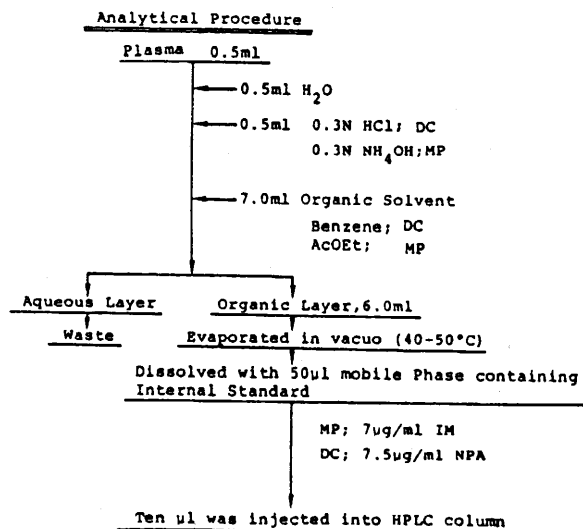 Analytical Procedure
Plasma 0.5ml
0.5ml H2O
0.5ml 0.3N HCl; DC
0.3N NH4OH; MP
7.0ml Organic Solvent
Benzene; DC
AcOEt; MP
Aqueous Layer
Organic Layer, 6.0ml
Waste
Evaporated in vacuo (40-50°C)
Dissolved with 50µl mobile Phase containing
Internal Standard
MP; 7µg/ml IM
DC; 7.5µg/ml NPA
Ten µl was injected into HPLC column